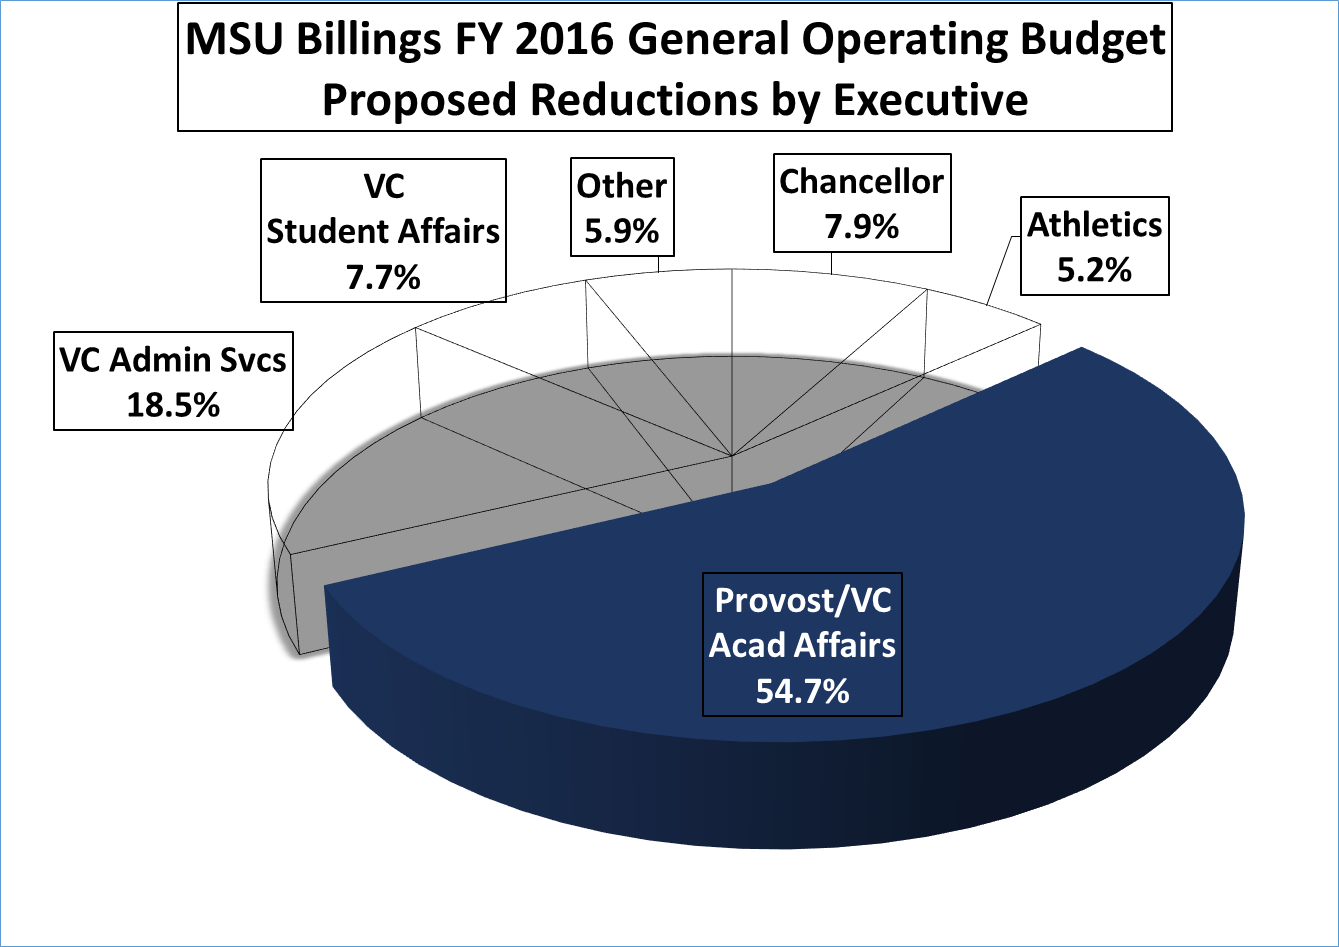 MSU Billings FY 2016 General Operating Budget
Proposed Reductions by Executive
VC
Student Affairs
7.7%
Other
5.9%
Chancellor
7.9%
Athletics
5.2%
VC Admin Svcs
18.5%
Provost/VC
Acad Affairs
54.7%